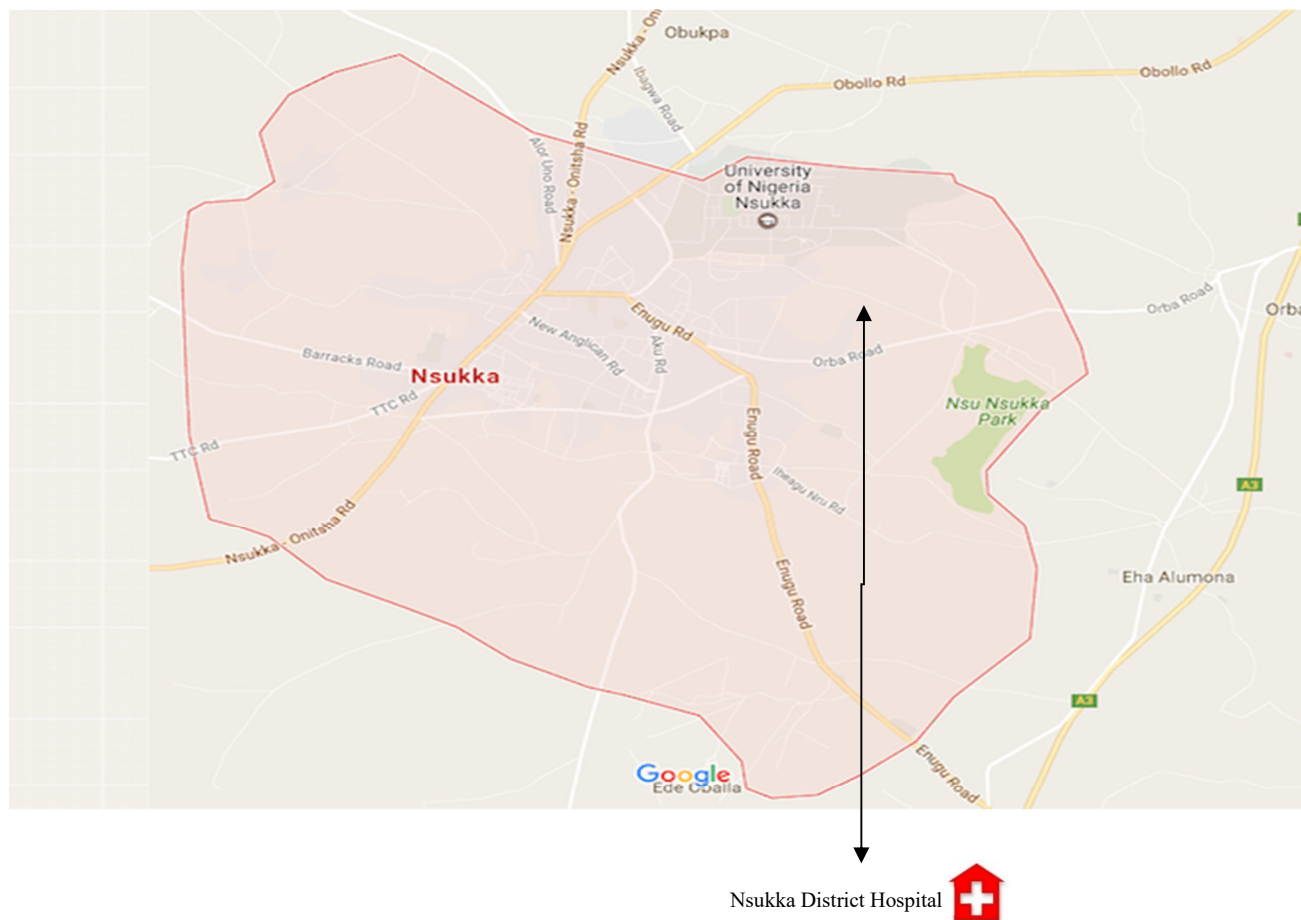 Obukpa
Nsukka - On
Ibagwa Road
Obollo Rd
Obollo Rd
Alor Uno Road
Nsukka - Onitsha Rd
University
of Nigeria
Nsukka
Orba Road
Orba
Enugu Rd
New Anglican Rd
Aku Rd
Orba Road
Barracks Road
Nsukka
TTC Rd
Nsu Nsukka
Park
TTC Rd
Enugu Road
Iheagu Nru Rd
A3
Nsukka - Onitsha Rd
Enugu Road
Eha Alumona
A3
Enugu Road
Google
Ede Oballa
Nsukka District Hospital